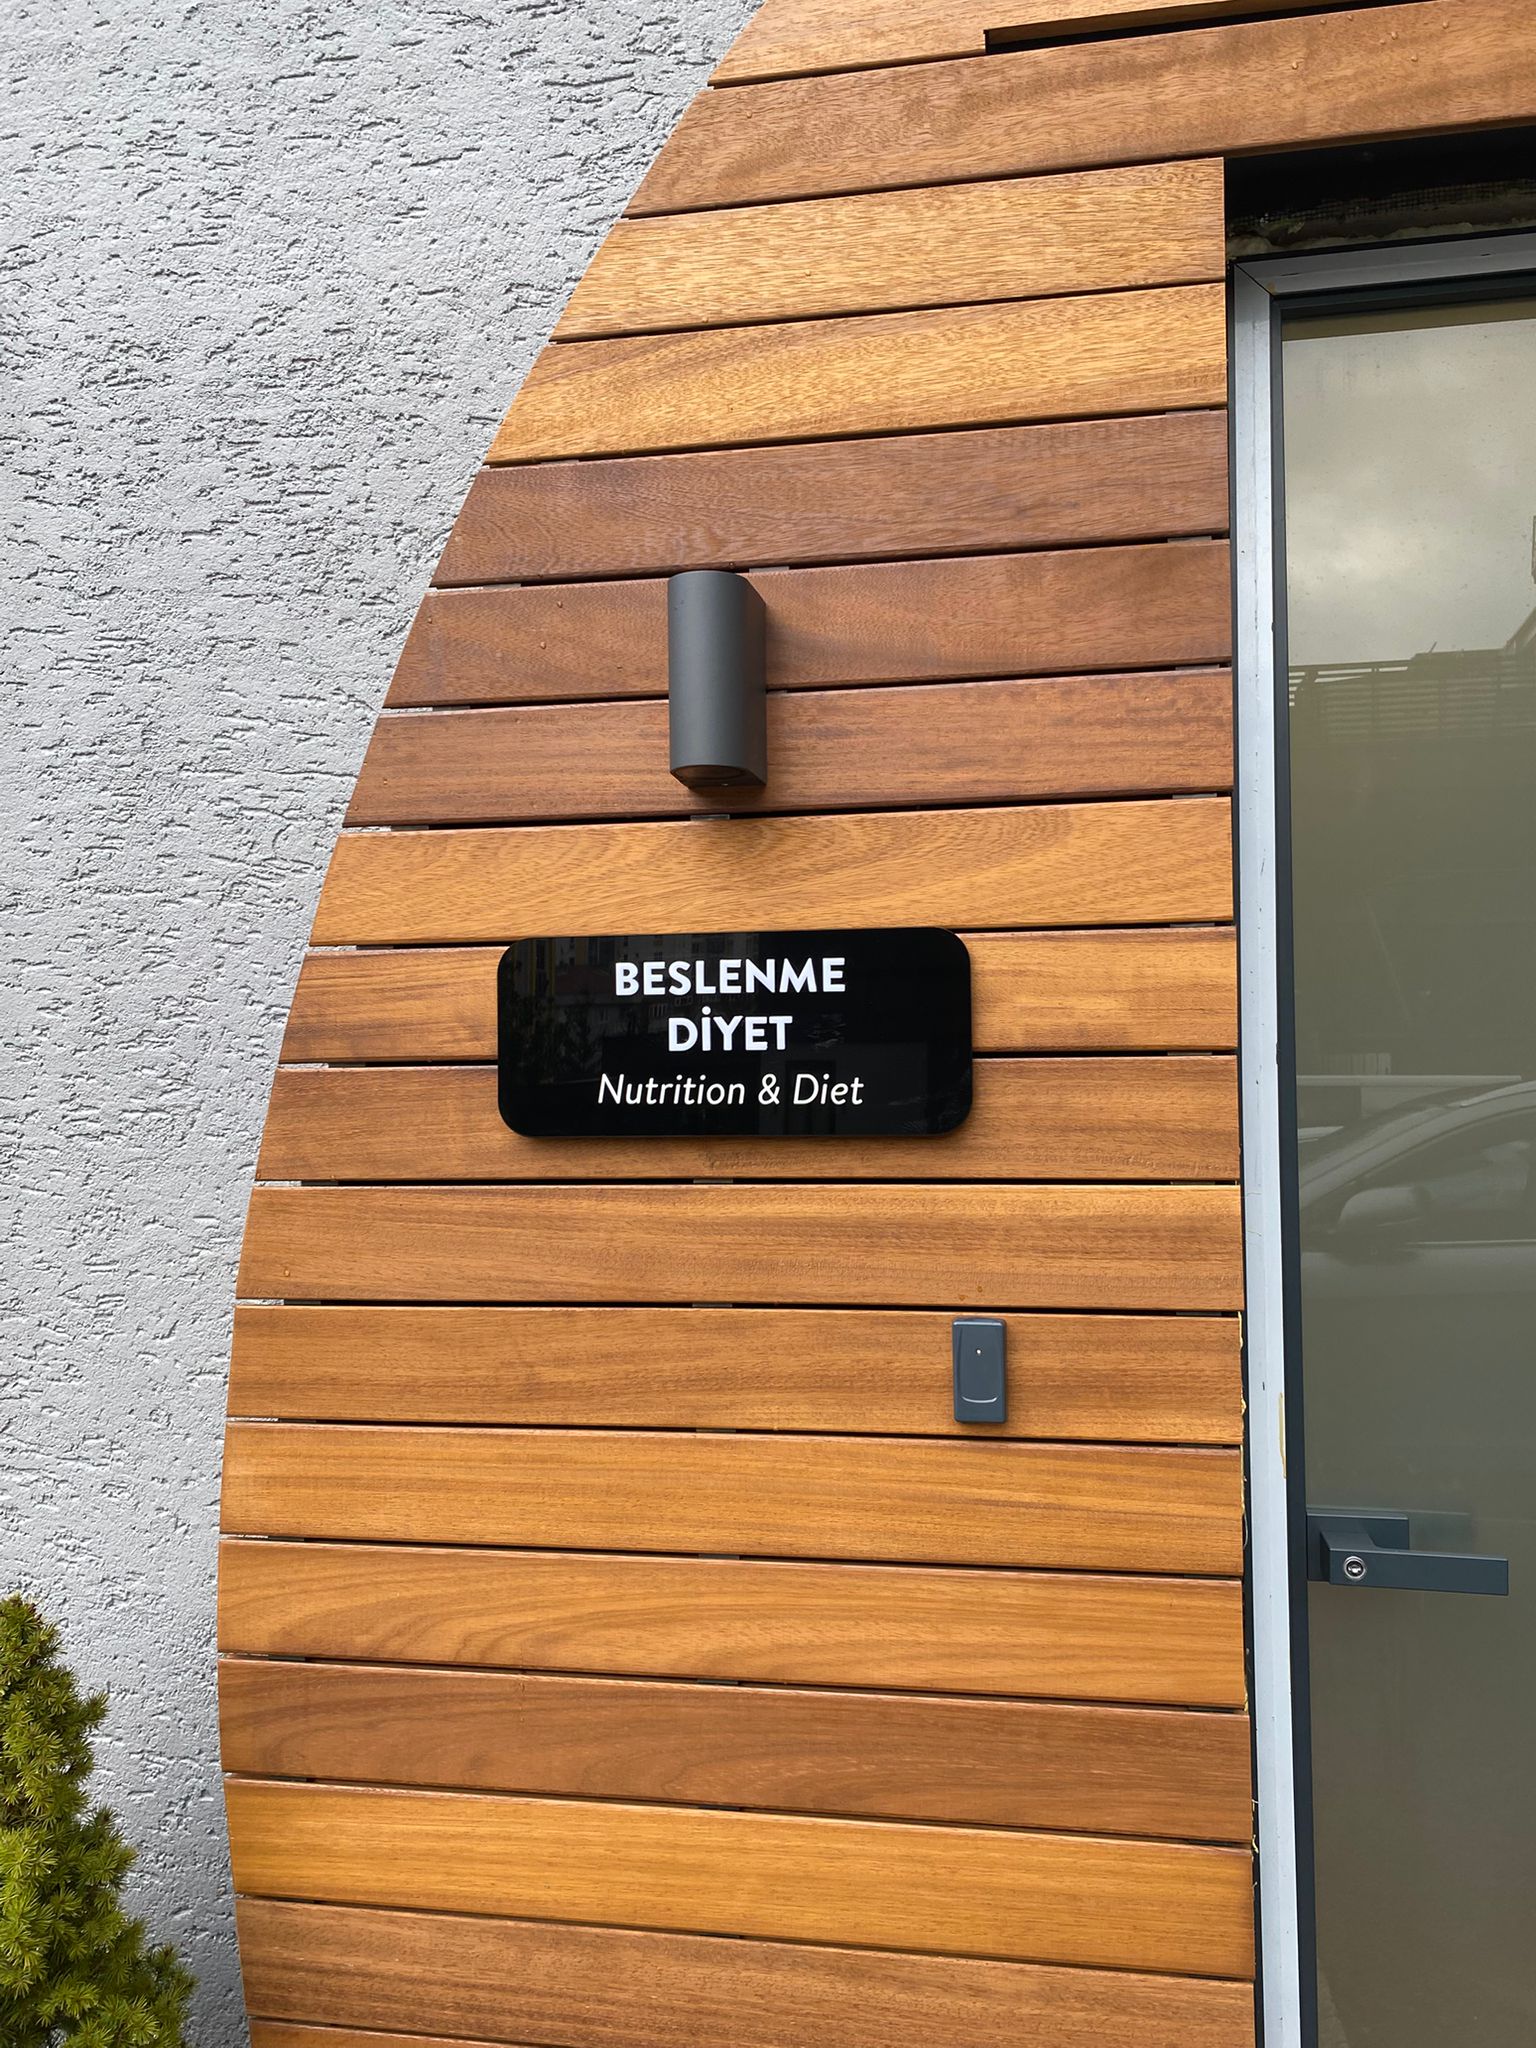 BESLENME
DİYET
Nutrition & Diet